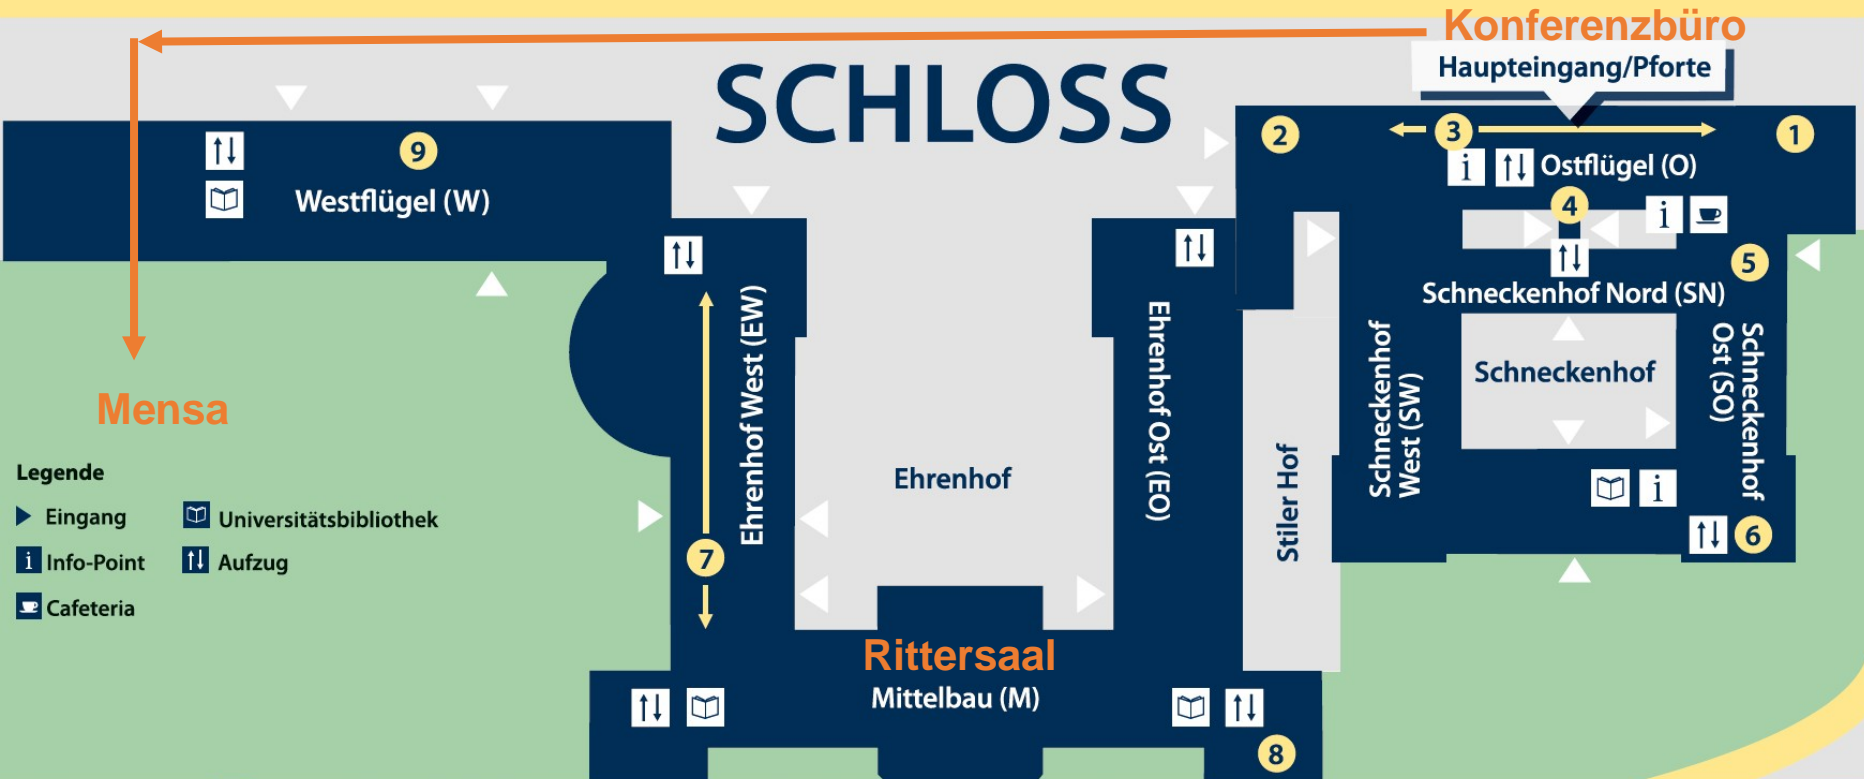 Konferenzbüro
Haupteingang/Pforte
SCHLOSS
2
3
1
9
i
Ostflügel (O)
Westflügel (W)
4
i
5
Schneckenhof Nord (SN)
Ehrenhof West (EW)
Ehrenhof Ost (EO)
Schneckenhof
West (SW)
Schneckenhof
Schneckenhof
Ost (SO)
Mensa
Legende
Ehrenhof
Stiler Hof
i
Eingang
Universitätsbibliothek
6
i Info-Point
Aufzug
7
Cafeteria
Rittersaal
Mittelbau (M)
8